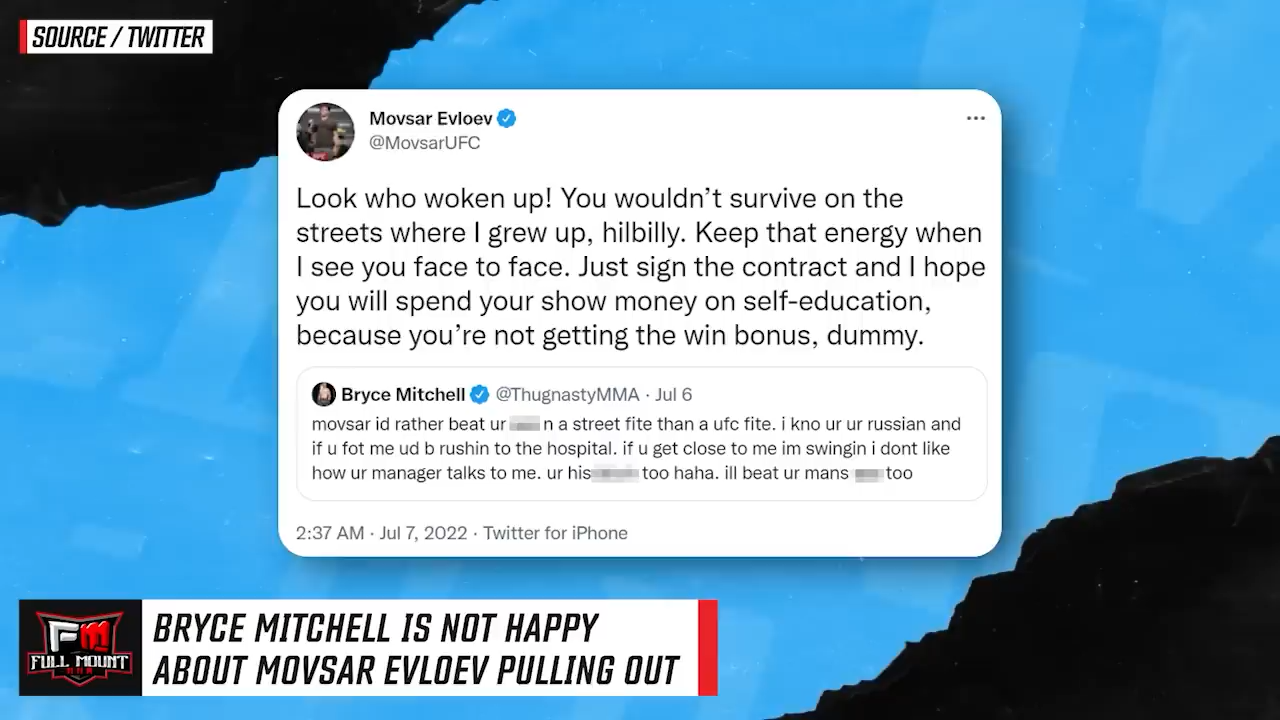 SOURCE / TWITTER
Movsar Evloev
@MovsarUFC
Look who woken up! You wouldn’t survive on the
streets where I grew up, hilbilly. Keep that energy when
I see you face to face. Just sign the contract and I hope
you will spend your show money on self-education,
because you’re not getting the win bonus, dummy.
Bryce Mitchell @ThugnastyMMA · Jul 6
movsar id rather beat ur n a street fite than a ufc fite. i kno ur ur russian and
if u fot me ud b rushin to the hospital. if u get close to me im swingin i dont like
how ur manager talks to me. ur his too haha. ill beat ur mans too
2:37 AM · Jul 7, 2022 · Twitter for iPhone
FM
FULL MOUNT
MMA
BRYCE MITCHELL IS NOT HAPPY
ABOUT MOVSAR EVLOEV PULLING OUT